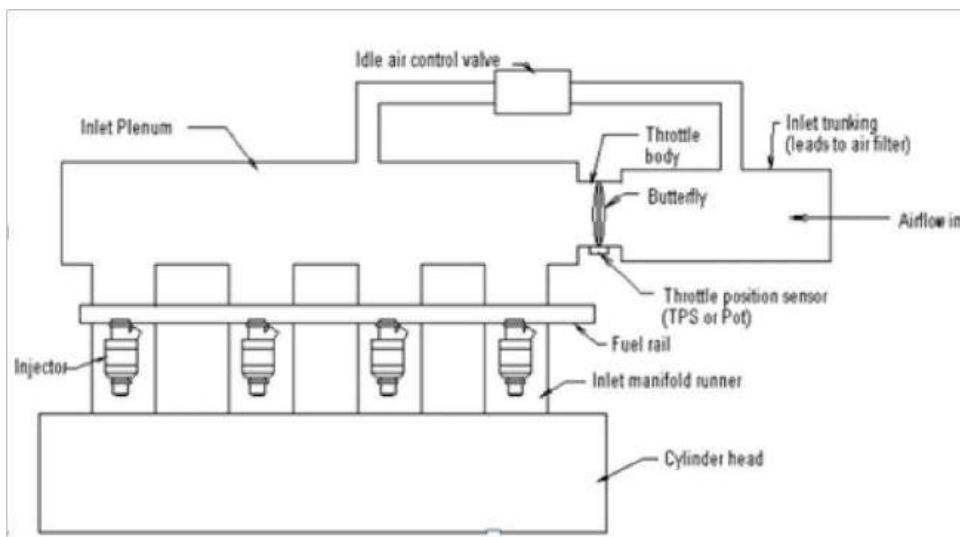 Idle air control valve
Inlet Plenum
Throttle
body
Inlet trunking
(leads to air filter)
Butterfly
Airflow in
Throttle position sensor
(TPS or Pot)
Fuel rail
Injector
Inlet manifold runner
Cylinder head